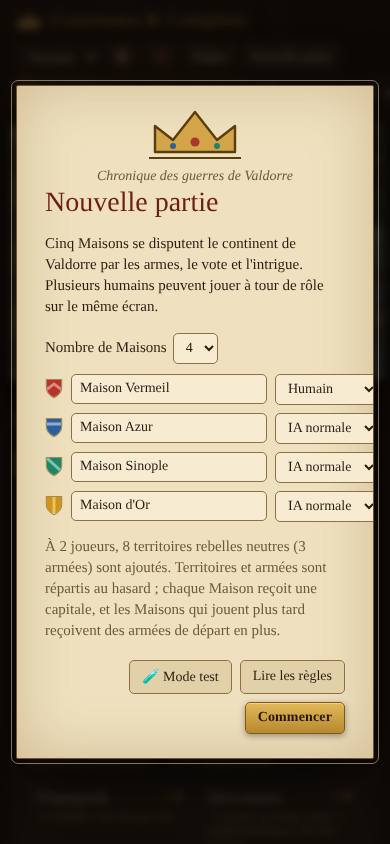 Chronique des guerres de Valdorre
Nouvelle partie
Cinq Maisons se disputent le continent de
Valdorre par les armes, le vote et l'intrigue.
Plusieurs humains peuvent jouer à tour de rôle
sur le même écran.
Nombre de Maisons 4
Maison Vermeil Humain
Maison Azur IA normale
Maison Sinople IA normale
Maison d'Or IA normale
À 2 joueurs, 8 territoires rebelles neutres (3
armées) sont ajoutés. Territoires et armées sont
répartis au hasard ; chaque Maison reçoit une
capitale, et les Maisons qui jouent plus tard
reçoivent des armées de départ en plus.
🧪 Mode test Lire les règles
Commencer